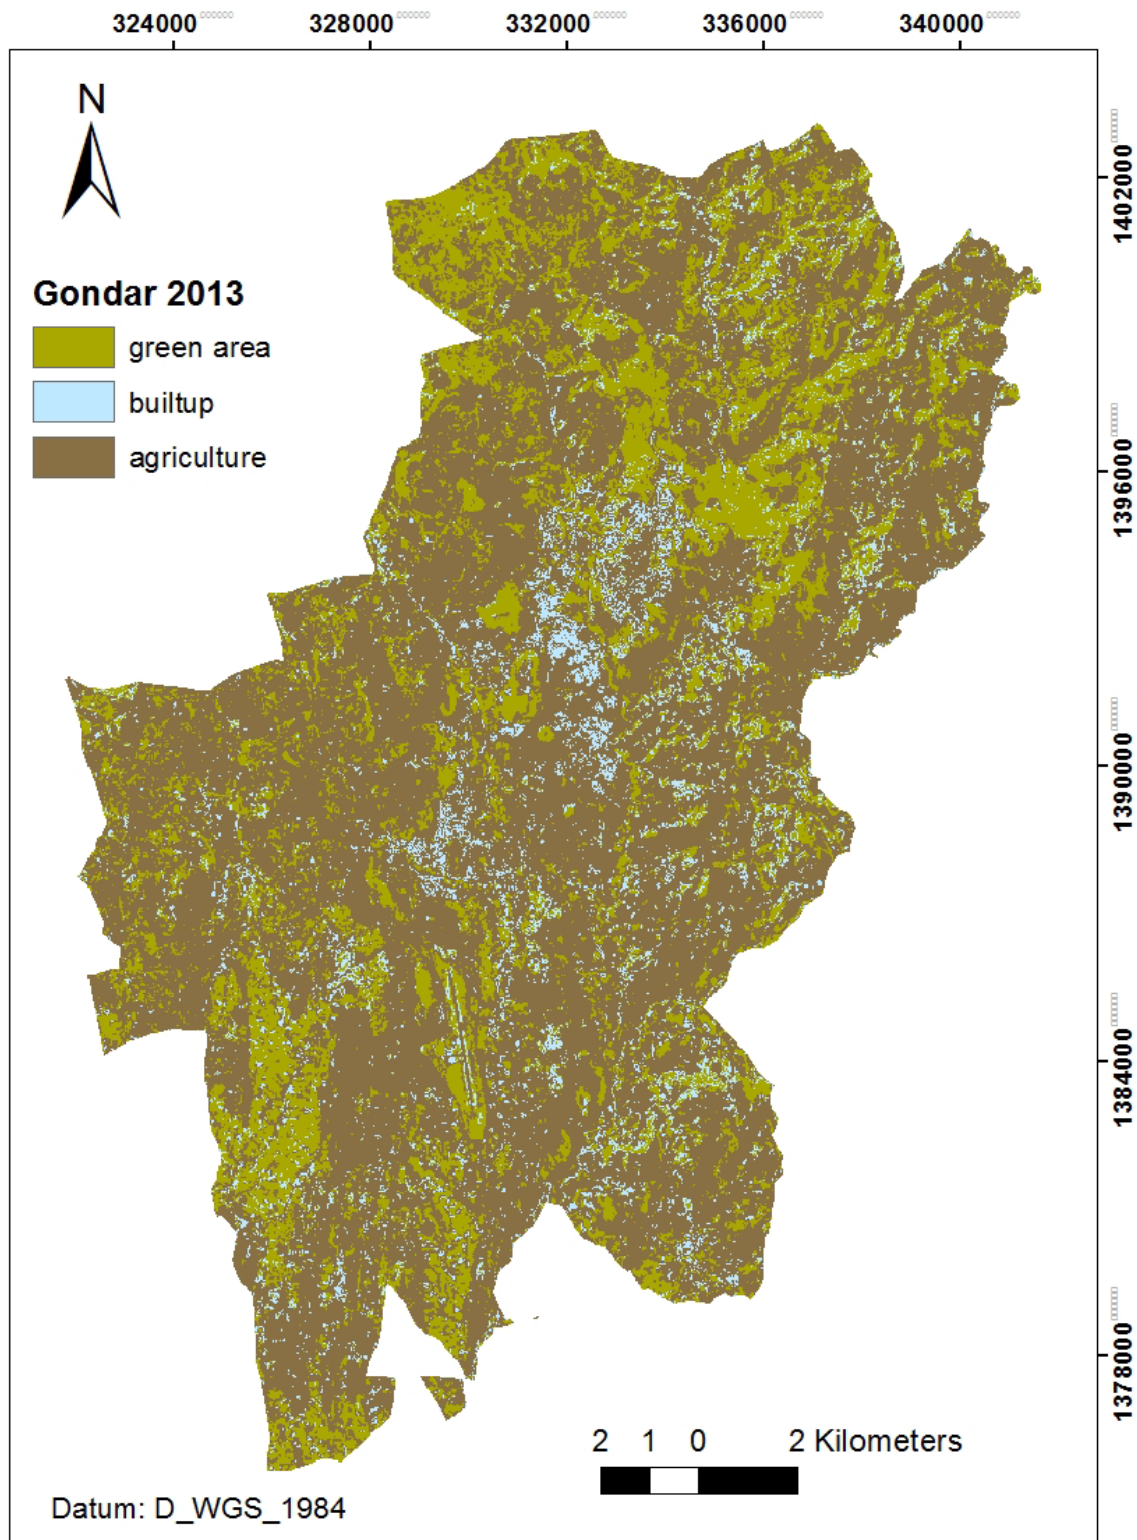 324000 328000 332000 336000 340000
N
Gondar 2013
green area
builtup
agriculture
1402000
1396000
1390000
1384000
1378000
2 1 0 2 Kilometers
Datum: D_WGS_1984